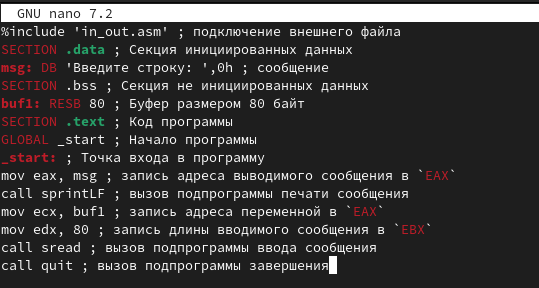 GNU nano 7.2
%include 'in_out.asm' ; подключение внешнего файла
SECTION .data ; Секция инициированных данных
msg: DB 'Введите строку: ',0h ; сообщение
SECTION .bss ; Секция не инициированных данных
buf1: RESB 80 ; Буфер размером 80 байт
SECTION .text ; Код программы
GLOBAL _start ; Начало программы
_start: ; Точка входа в программу
mov eax, msg ; запись адреса выводимого сообщения в `EAX`
call sprintLF ; вызов подпрограммы печати сообщения
mov ecx, buf1 ; запись адреса переменной в `EAX`
mov edx, 80 ; запись длины вводимого сообщения в `EBX`
call sread ; вызов подпрограммы ввода сообщения
call quit ; вызов подпрограммы завершения